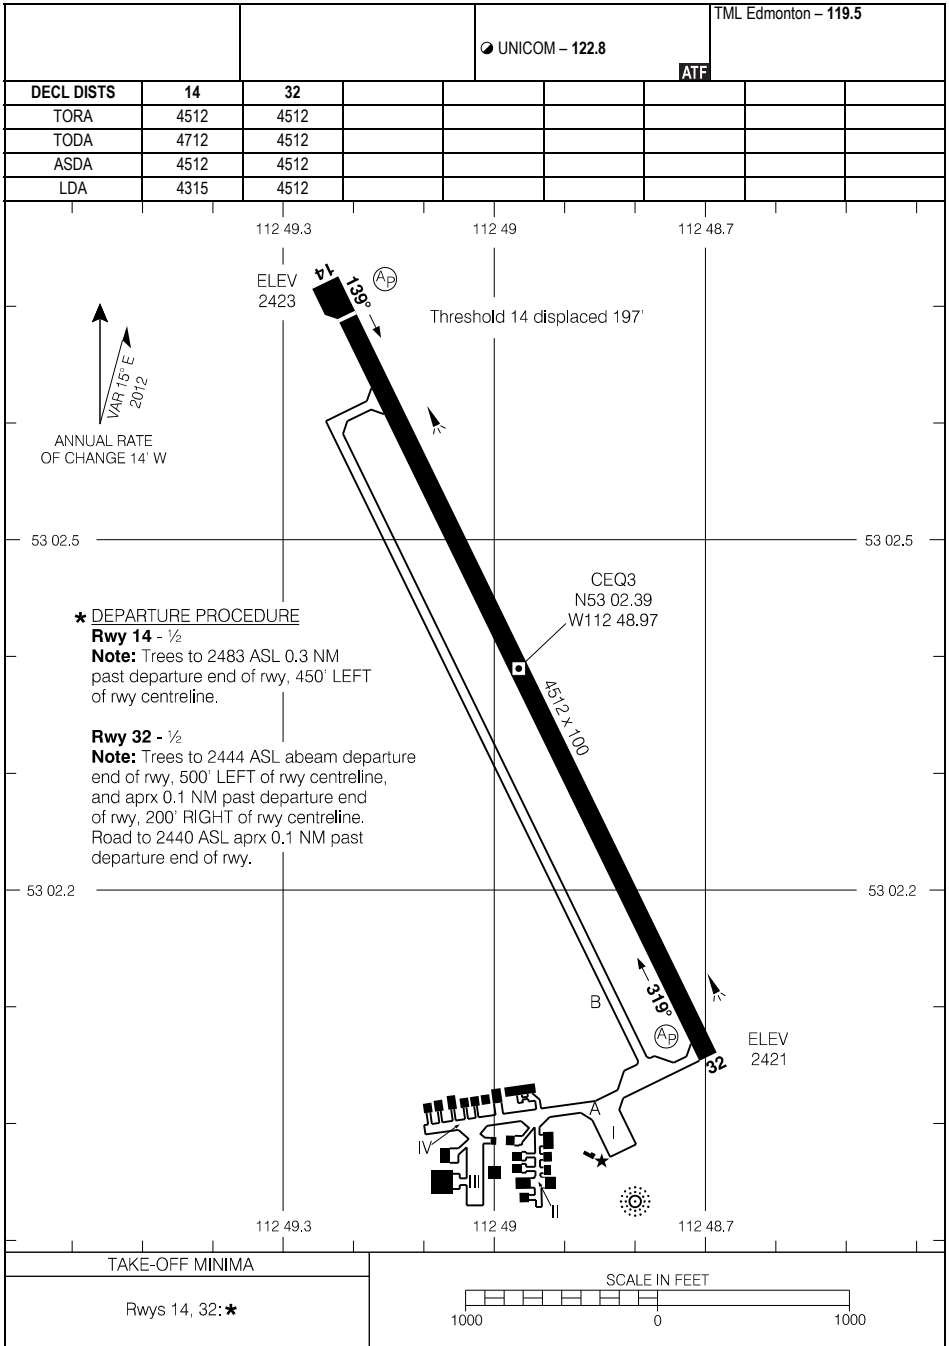 TML Edmonton – 119.5
UNICOM – 122.8
ATF
DECL DISTS 14 32
TORA 4512 4512
TODA 4712 4512
ASDA 4512 4512
LDA 4315 4512
112 49.3 112 49 112 48.7
14
ELEV
2423
139°
AP
Threshold 14 displaced 197'
VAR 15° E
2012
ANNUAL RATE
OF CHANGE 14' W
53 02.5 53 02.5
CEQ3
N53 02.39
W112 48.97
4512 x 100
★ DEPARTURE PROCEDURE
Rwy 14 - ½
Note: Trees to 2483 ASL 0.3 NM
past departure end of rwy, 450' LEFT
of rwy centreline.
Rwy 32 - ½
Note: Trees to 2444 ASL abeam departure
end of rwy, 500' LEFT of rwy centreline,
and aprx 0.1 NM past departure end
of rwy, 200' RIGHT of rwy centreline.
Road to 2440 ASL aprx 0.1 NM past
departure end of rwy.
53 02.2 53 02.2
B
319°
AP
ELEV
2421
32
A
I
IV
III
II
112 49.3 112 49 112 48.7
TAKE-OFF MINIMA
Rwys 14, 32: ★
SCALE IN FEET
1000 0 1000